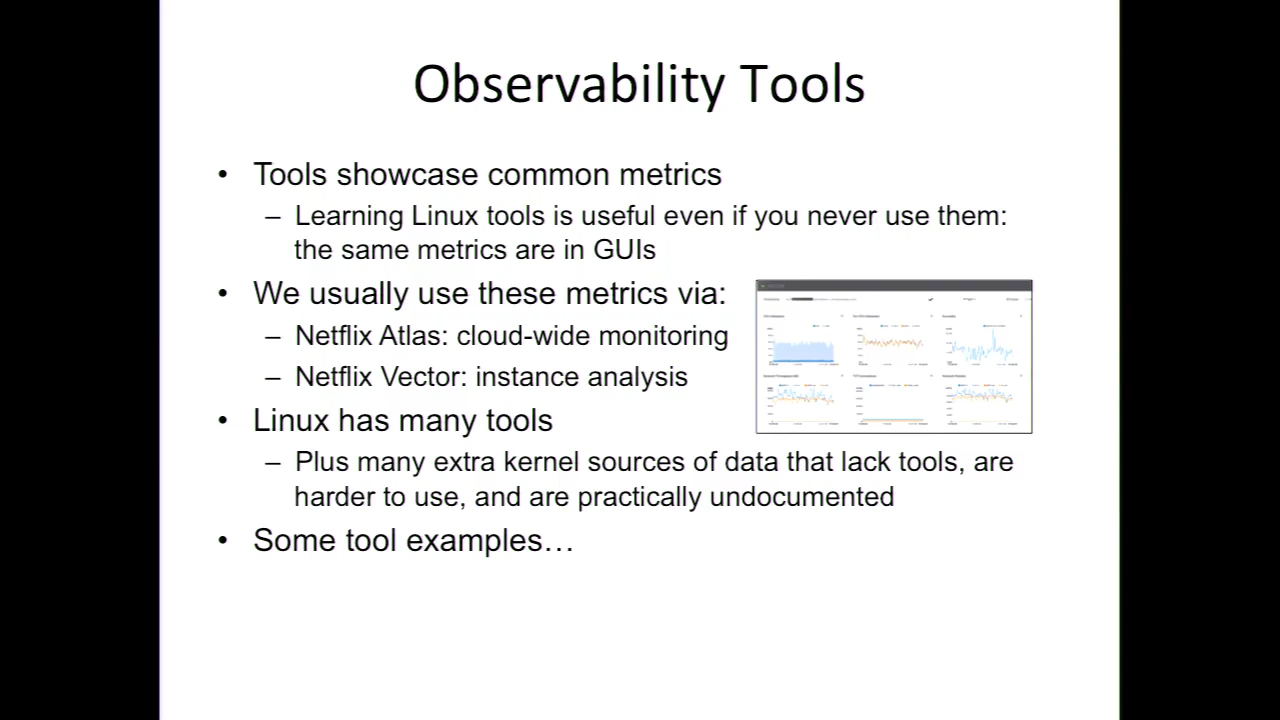 Observability Tools
• Tools showcase common metrics
– Learning Linux tools is useful even if you never use them:
the same metrics are in GUIs
• We usually use these metrics via:
– Netflix Atlas: cloud-wide monitoring
– Netflix Vector: instance analysis
• Linux has many tools
– Plus many extra kernel sources of data that lack tools, are
harder to use, and are practically undocumented
• Some tool examples…